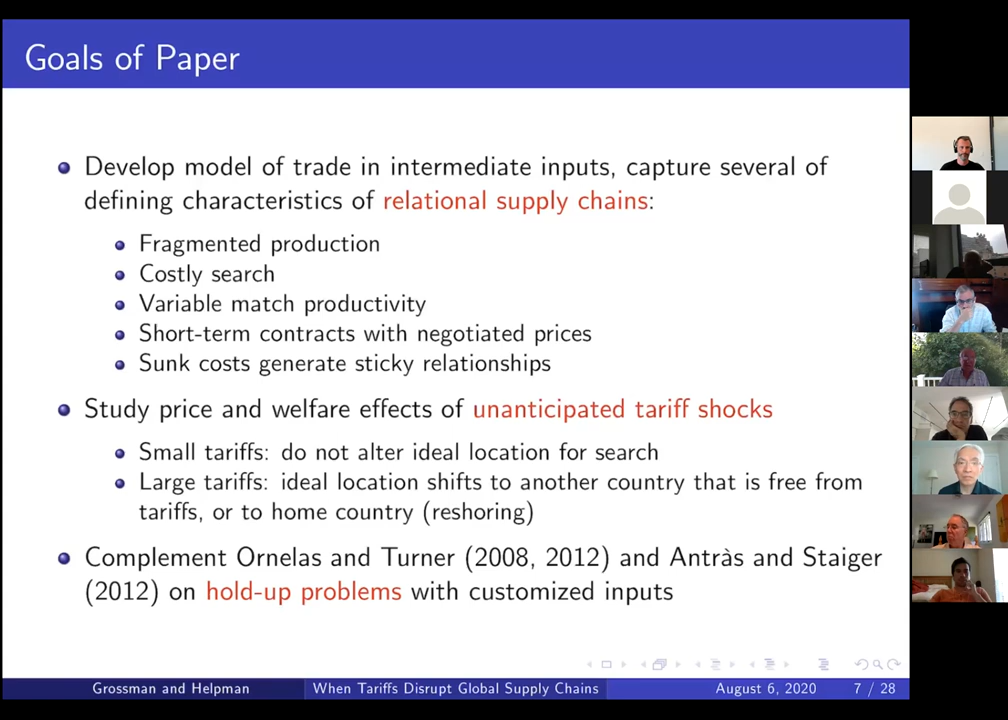 Goals of Paper
Develop model of trade in intermediate inputs, capture several of
defining characteristics of relational supply chains:
Fragmented production
Costly search
Variable match productivity
Short-term contracts with negotiated prices
Sunk costs generate sticky relationships
Study price and welfare effects of unanticipated tariff shocks
Small tariffs: do not alter ideal location for search
Large tariffs: ideal location shifts to another country that is free from
tariffs, or to home country (reshoring)
Complement Ornelas and Turner (2008, 2012) and Antràs and Staiger
(2012) on hold-up problems with customized inputs
Grossman and Helpman When Tariffs Disrupt Global Supply Chains August 6, 2020 7 / 28